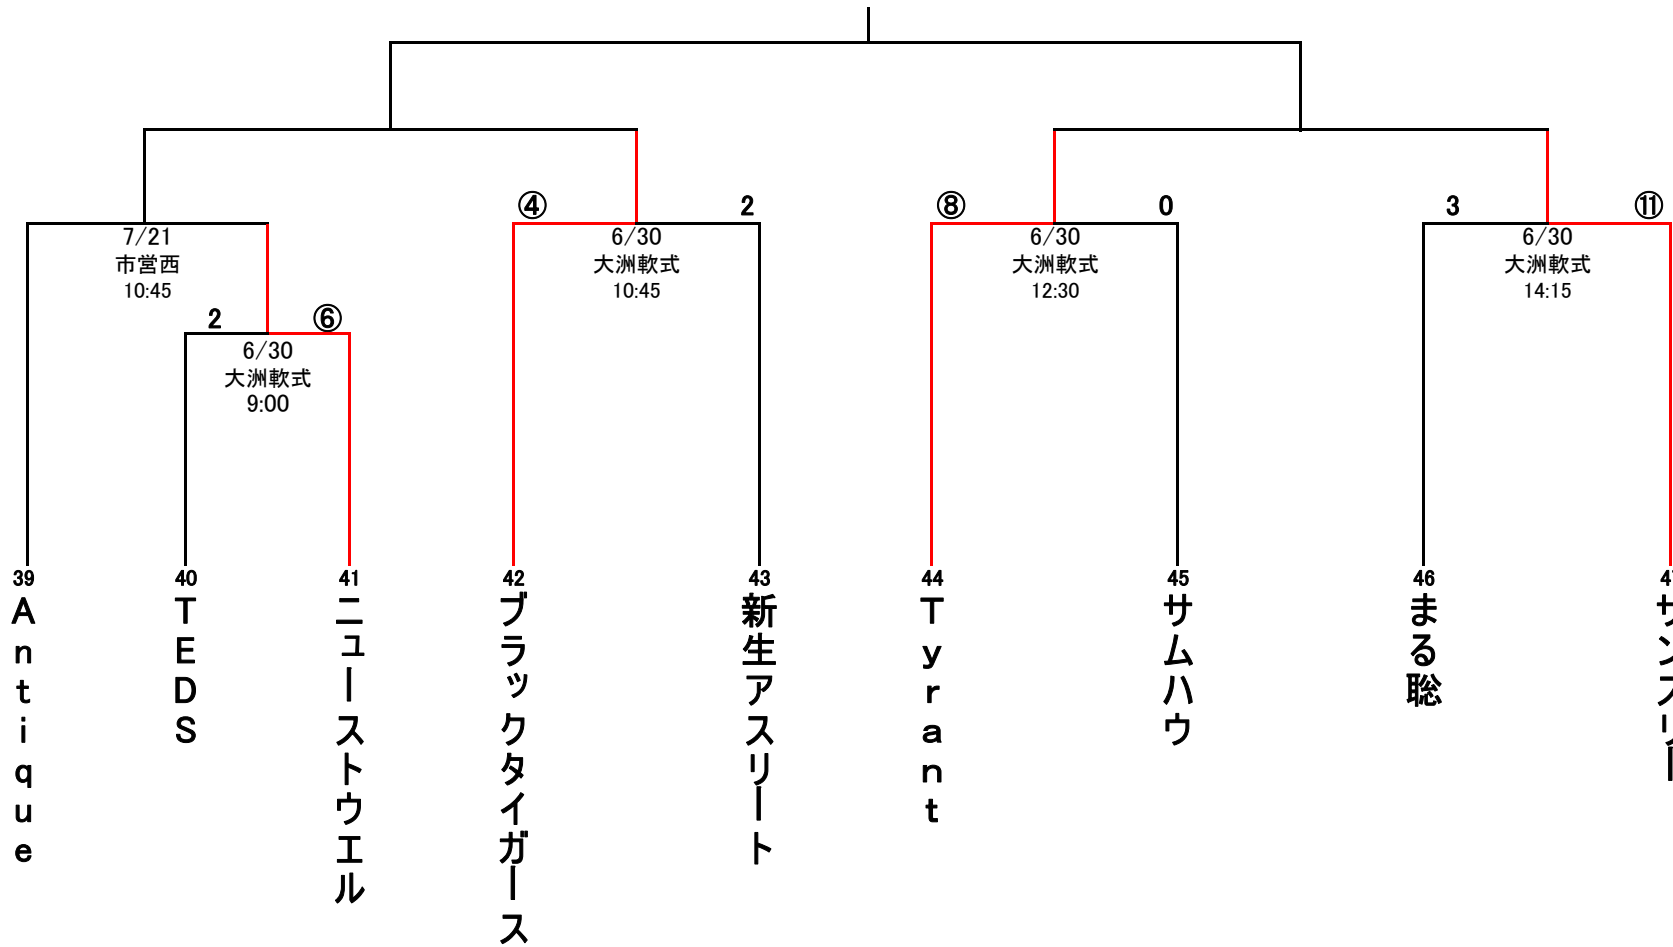 ④ 2 ⑧ 0 3 ⑪
7/21
市営西
10:45
6/30
大洲軟式
10:45
6/30
大洲軟式
12:30
6/30
大洲軟式
14:15
2 ⑥
6/30
大洲軟式
9:00
39
Antique
40
TEDS
41
ニューストウエル
42
ブラックタイガース
43
新生アスリート
44
Tyrant
45
サムハウ
46
まる聡